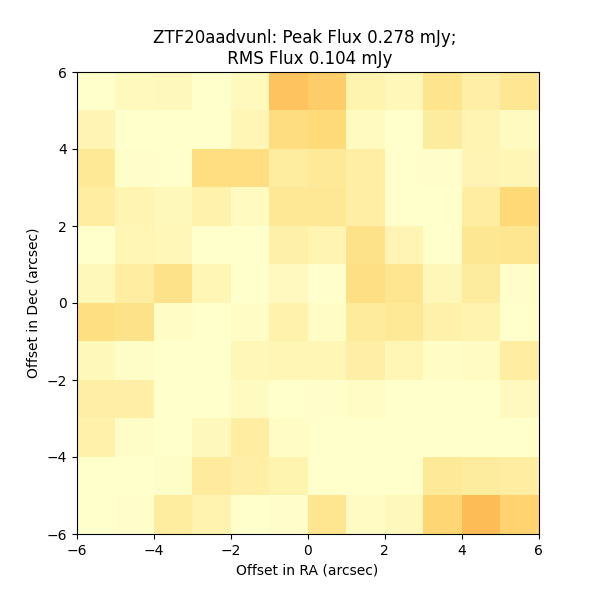 ZTF20aadvunl: Peak Flux 0.278 mJy;
RMS Flux 0.104 mJy
6
4
2
0
−2
−4
−6
Offset in Dec (arcsec)
−6 −4 −2 0 2 4 6
Offset in RA (arcsec)